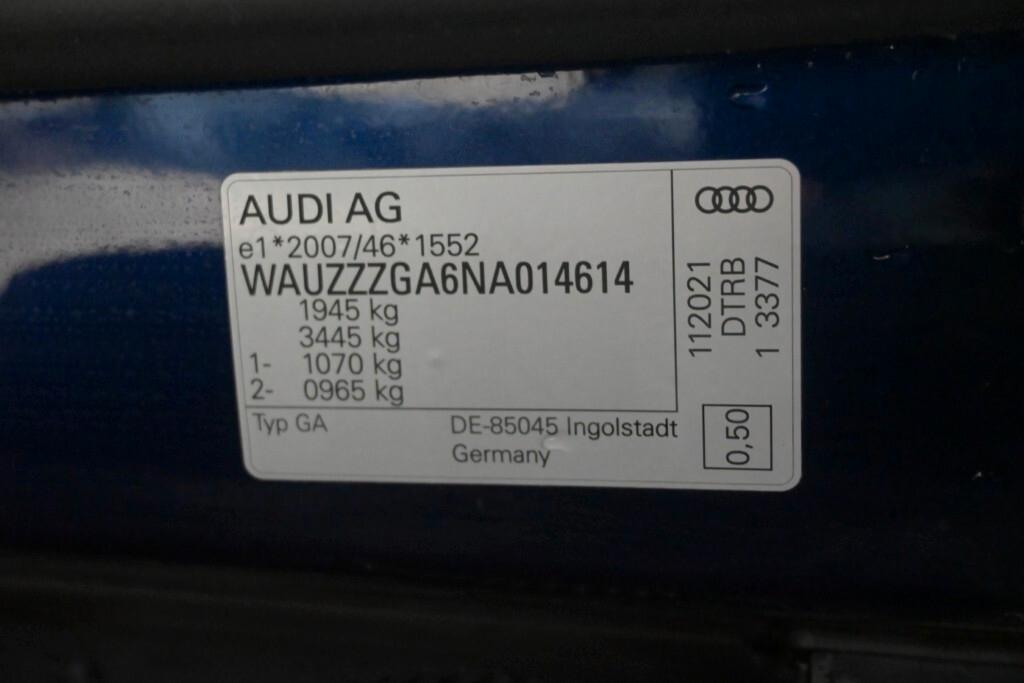 AUDI AG
e1*2007/46*1552
WAUZZZGA6NA014614
1945 kg
3445 kg
1- 1070 kg
2- 0965 kg
Typ GA
DE-85045 Ingolstadt
Germany
112021
DTRB
1 3377
0,50